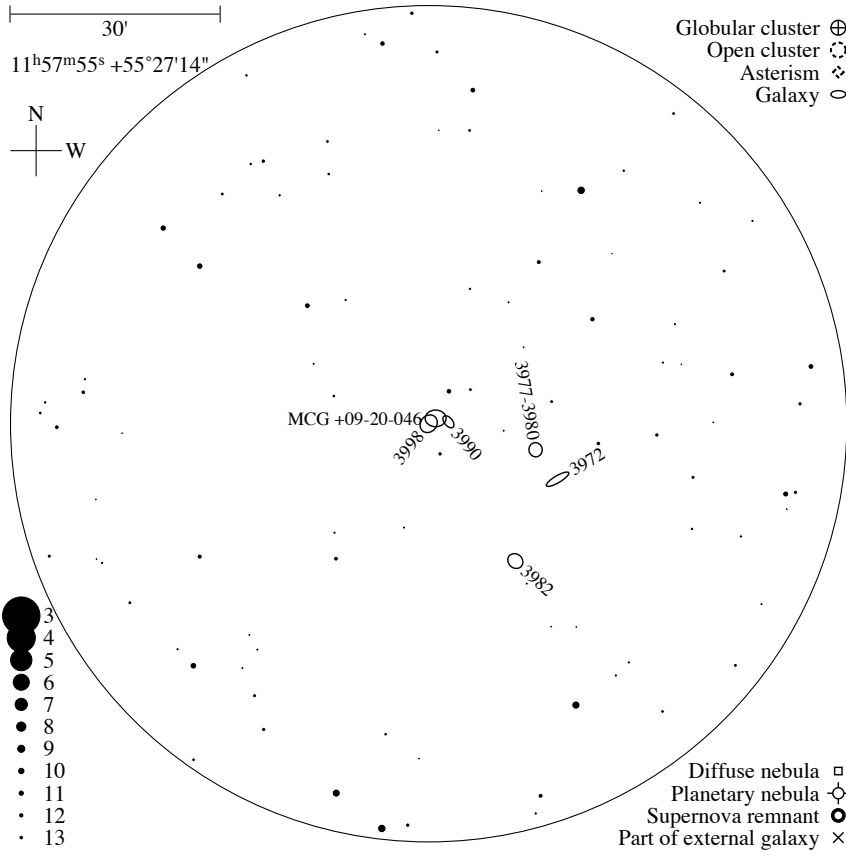 30'
11h57m55s +55°27'14"
N
W
Globular cluster
Open cluster
Asterism
Galaxy
3977-3980
MCG +09-20-046
3998
3990
3972
3982
3
4
5
6
7
8
9
10
11
12
13
Diffuse nebula
Planetary nebula
Supernova remnant
Part of external galaxy